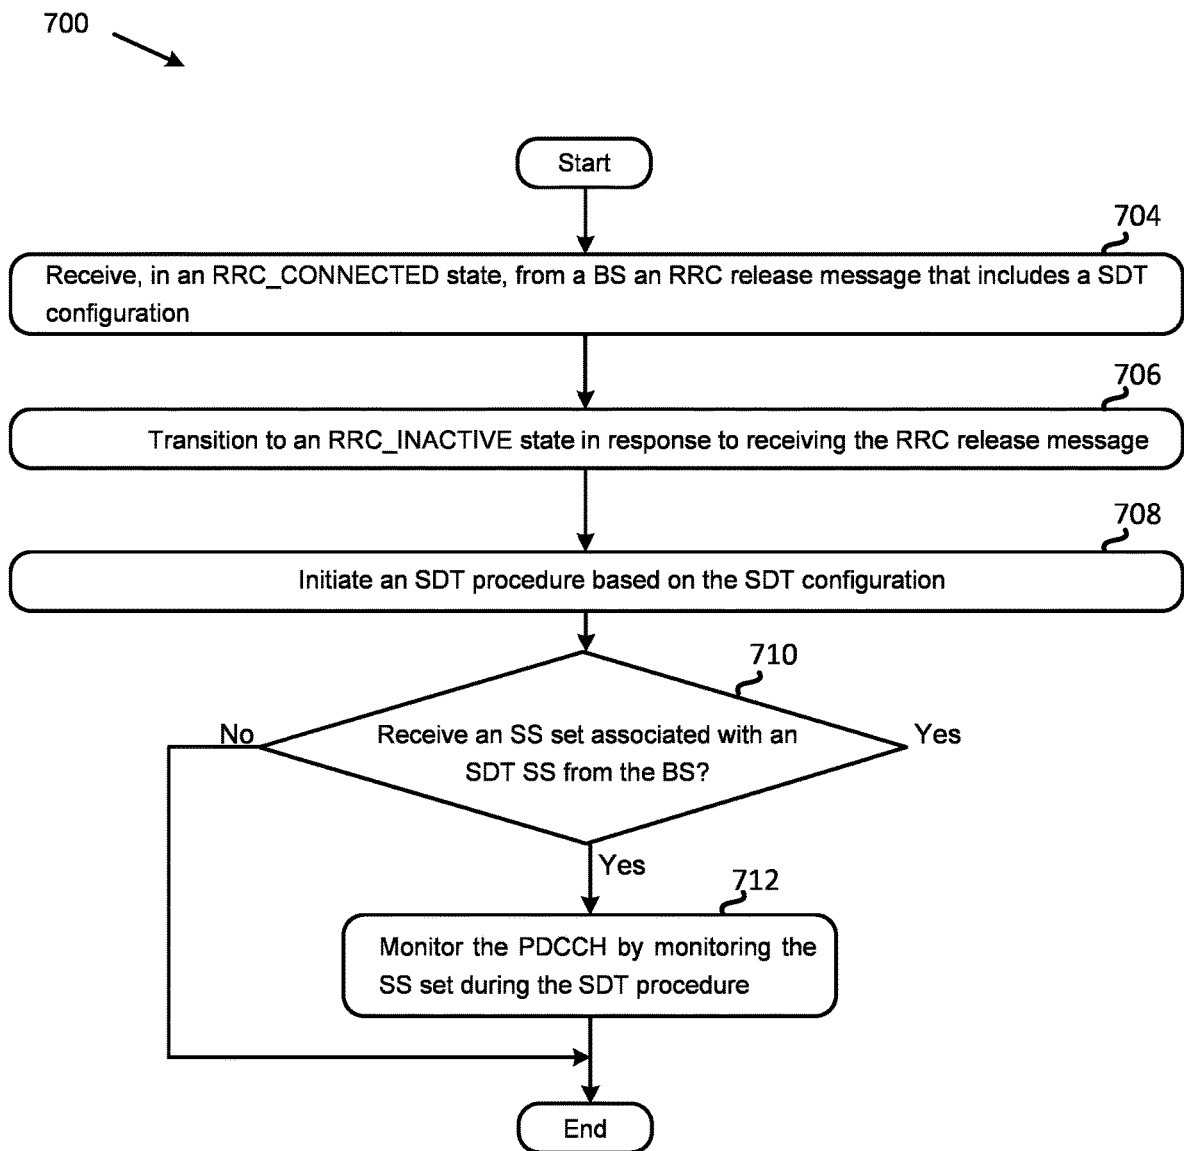 700
Start
704
Receive, in an RRC_CONNECTED state, from a BS an RRC release message that includes a SDT
configuration
706
Transition to an RRC_INACTIVE state in response to receiving the RRC release message
708
Initiate an SDT procedure based on the SDT configuration
710
No
Receive an SS set associated with an
SDT SS from the BS?
Yes
Yes
712
Monitor the PDCCH by monitoring the
SS set during the SDT procedure
End